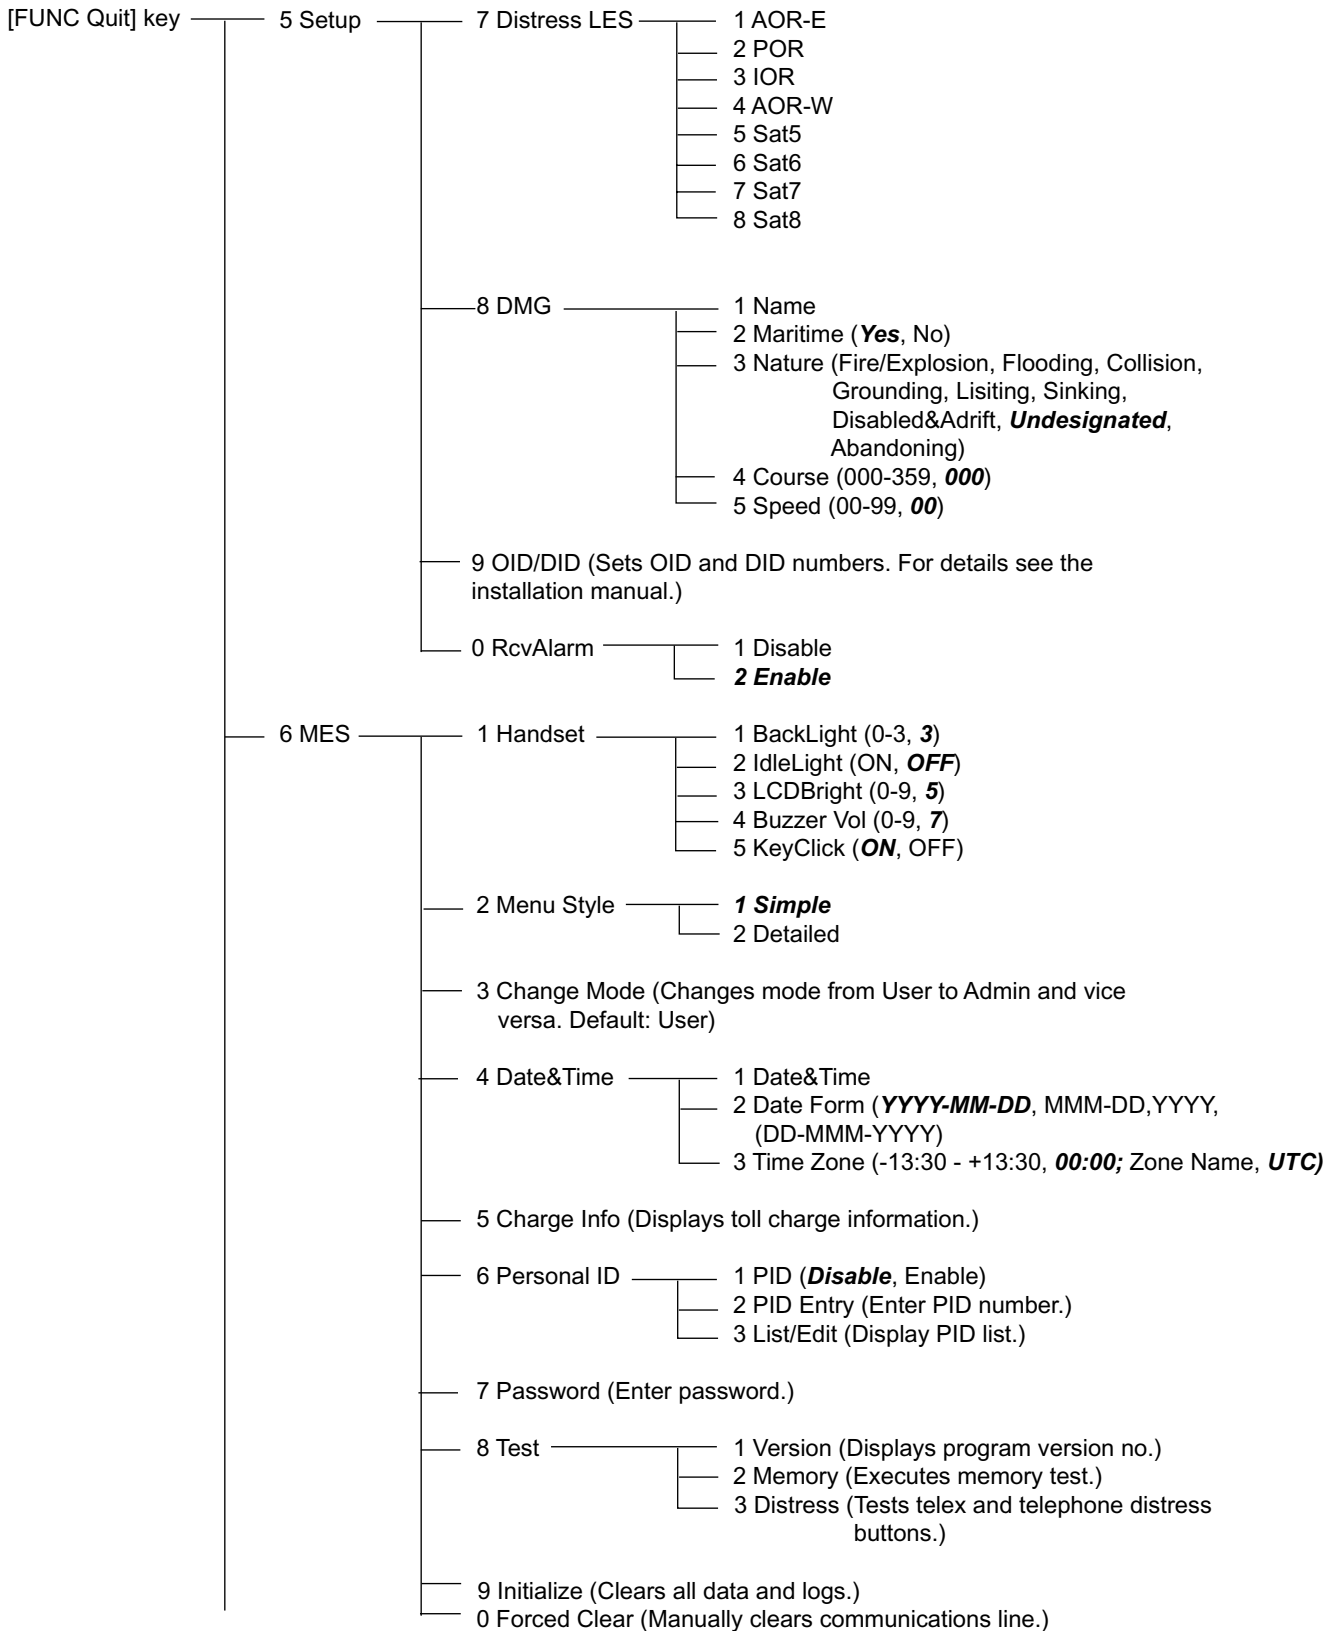 [FUNC Quit] key 5 Setup 7 Distress LES 1 AOR-E
2 POR
3 IOR
4 AOR-W
5 Sat5
6 Sat6
7 Sat7
8 Sat8
8 DMG 1 Name
2 Maritime (Yes, No)
3 Nature (Fire/Explosion, Flooding, Collision,
Grounding, Lisiting, Sinking,
Disabled&Adrift, Undesignated,
Abandoning)
4 Course (000-359, 000)
5 Speed (00-99, 00)
9 OID/DID (Sets OID and DID numbers. For details see the
installation manual.)
0 RcvAlarm 1 Disable
2 Enable
6 MES 1 Handset 1 BackLight (0-3, 3)
2 IdleLight (ON, OFF)
3 LCDBright (0-9, 5)
4 Buzzer Vol (0-9, 7)
5 KeyClick (ON, OFF)
2 Menu Style 1 Simple
2 Detailed
3 Change Mode (Changes mode from User to Admin and vice
versa. Default: User)
4 Date&Time 1 Date&Time
2 Date Form (YYYY-MM-DD, MMM-DD,YYYY,
(DD-MMM-YYYY)
3 Time Zone (-13:30 - +13:30, 00:00; Zone Name, UTC)
5 Charge Info (Displays toll charge information.)
6 Personal ID 1 PID (Disable, Enable)
2 PID Entry (Enter PID number.)
3 List/Edit (Display PID list.)
7 Password (Enter password.)
8 Test 1 Version (Displays program version no.)
2 Memory (Executes memory test.)
3 Distress (Tests telex and telephone distress
buttons.)
9 Initialize (Clears all data and logs.)
0 Forced Clear (Manually clears communications line.)